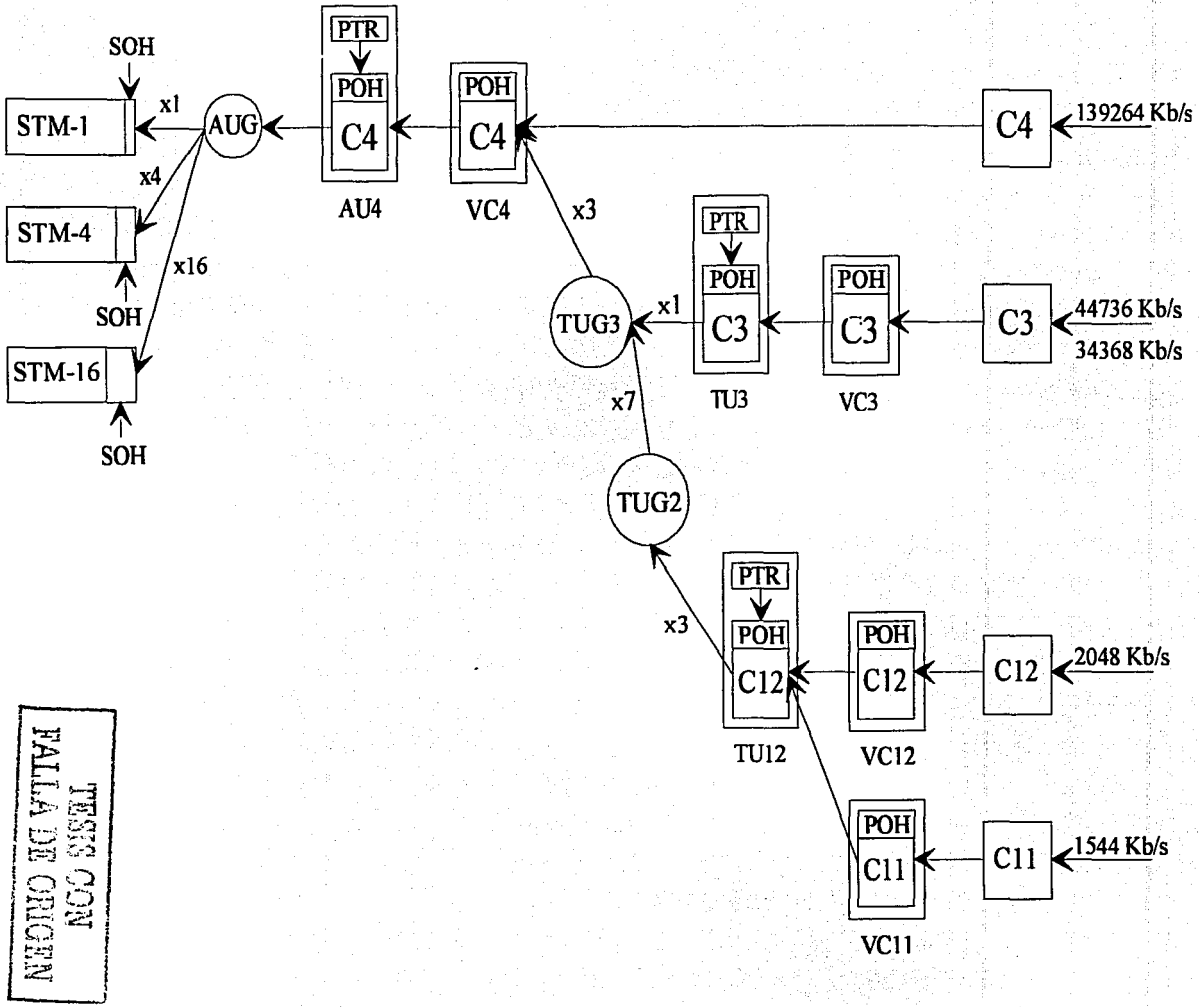 SOH
STM-1
x1
AUG
PTR
POH
C4
AU4
POH
C4
VC4
C4
139264 Kb/s
x4
STM-4
SOH
x16
STM-16
SOH
x3
TUG3
x1
PTR
POH
C3
TU3
POH
C3
VC3
C3
44736 Kb/s
34368 Kb/s
x7
TUG2
x3
PTR
POH
C12
TU12
POH
C12
VC12
C12
2048 Kb/s
POH
C11
VC11
C11
1544 Kb/s
TESIS CON
FALLA DE ORIGEN